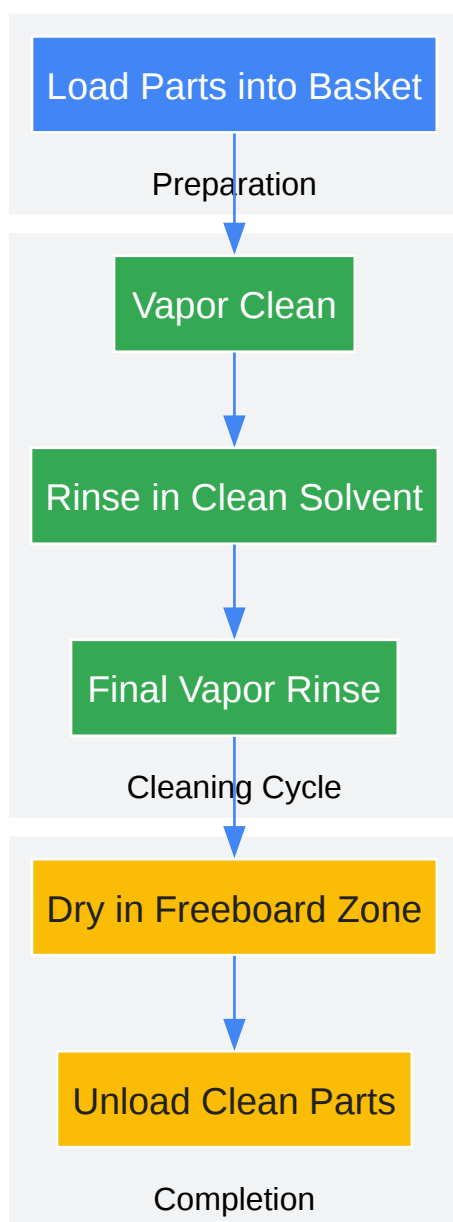 Load Parts into Basket
Preparation
Vapor Clean
Rinse in Clean Solvent
Final Vapor Rinse
Cleaning Cycle
Dry in Freeboard Zone
Unload Clean Parts
Completion